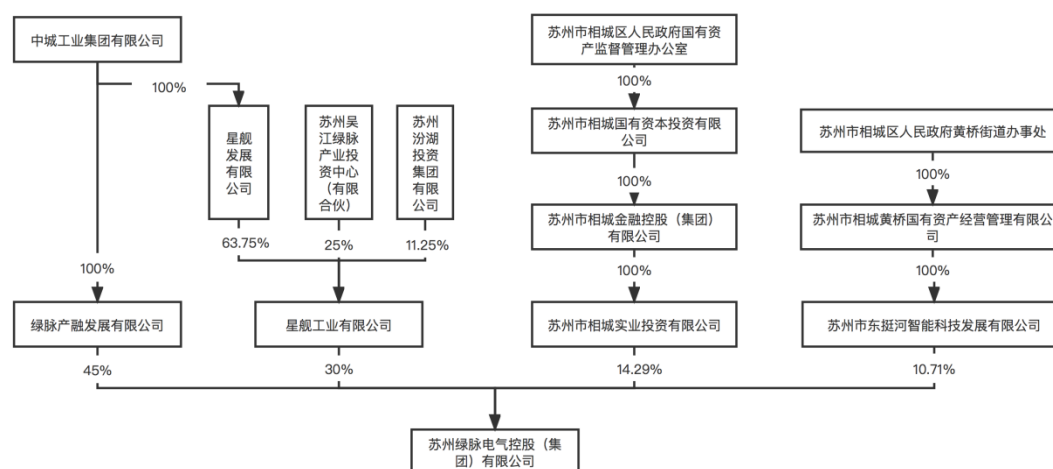 中城工业集团有限公司
苏州市相城区人民政府国有资
产监督管理办公室
100%
100%
星舰
发展
有限
公司
苏州吴
江绿脉
产业投
资中心
（有限
合伙）
苏州
汾湖
投资
集团
有限
公司
苏州市相城国有资本投资有限
公司
苏州市相城区人民政府黄桥街道办事处
100%
100%
63.75%
25%
11.25%
苏州市相城金融控股（集团）
有限公司
苏州市相城黄桥国有资产经营管理有限公
司
100%
100%
100%
绿脉产融发展有限公司
星舰工业有限公司
苏州市相城实业投资有限公司
苏州市东挺河智能科技发展有限公司
45%
30%
14.29%
10.71%
苏州绿脉电气控股（集
团）有限公司